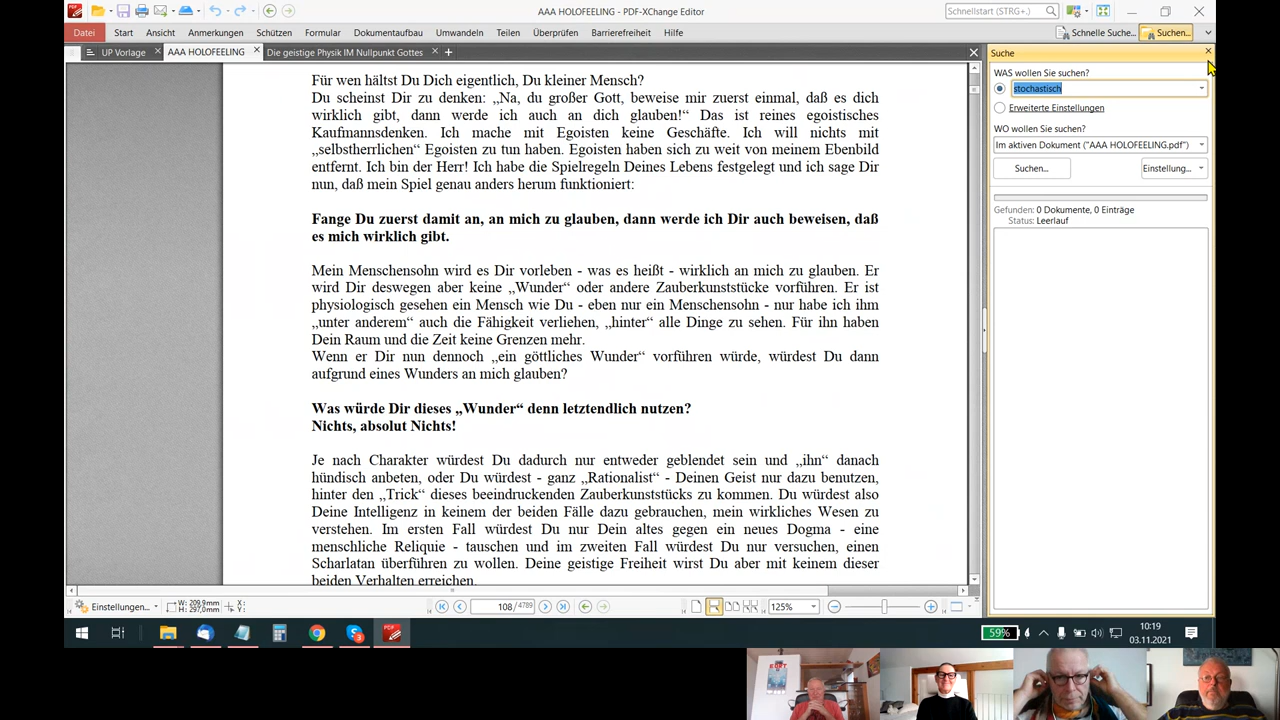 AAA HOLOFEELING - PDF-XChange Editor
Schnellstart (STRG+.)
Datei Start Ansicht Anmerkungen Schützen Formular Dokumentaufbau Umwandeln Teilen Überprüfen Barrierefreiheit Hilfe Schnelle Suche... Suchen...
UP Vorlage AAA HOLOFEELING Die geistige Physik IM Nullpunkt Gottes
Für wen hältst Du Dich eigentlich, Du kleiner Mensch?
Du scheinst Dir zu denken: „Na, du großer Gott, beweise mir zuerst einmal, daß es dich
wirklich gibt, dann werde ich auch an dich glauben!“ Das ist reines egoistisches
Kaufmannsdenken. Ich mache mit Egoisten keine Geschäfte. Ich will nichts mit
„selbstherrlichen“ Egoisten zu tun haben. Egoisten haben sich zu weit von meinem Ebenbild
entfernt. Ich bin der Herr! Ich habe die Spielregeln Deines Lebens festgelegt und ich sage Dir
nun, daß mein Spiel genau anders herum funktioniert:
Fange Du zuerst damit an, an mich zu glauben, dann werde ich Dir auch beweisen, daß
es mich wirklich gibt.
Mein Menschensohn wird es Dir vorleben - was es heißt - wirklich an mich zu glauben. Er
wird Dir deswegen aber keine „Wunder“ oder andere Zauberkunststücke vorführen. Er ist
physiologisch gesehen ein Mensch wie Du - eben nur ein Menschensohn - nur habe ich ihm
„unter anderem“ auch die Fähigkeit verliehen, „hinter“ alle Dinge zu sehen. Für ihn haben
Dein Raum und die Zeit keine Grenzen mehr.
Wenn er Dir nun dennoch „ein göttliches Wunder“ vorführen würde, würdest Du dann
aufgrund eines Wunders an mich glauben?
Was würde Dir dieses „Wunder“ denn letztendlich nutzen?
Nichts, absolut Nichts!
Je nach Charakter würdest Du dadurch nur entweder geblendet sein und „ihn“ danach
hündisch anbeten, oder Du würdest - ganz „Rationalist“ - Deinen Geist nur dazu benutzen,
hinter den „Trick“ dieses beeindruckenden Zauberkunststücks zu kommen. Du würdest also
Deine Intelligenz in keinem der beiden Fälle dazu gebrauchen, mein wirkliches Wesen zu
verstehen. Im ersten Fall würdest Du nur Dein altes gegen ein neues Dogma - eine
menschliche Reliquie - tauschen und im zweiten Fall würdest Du nur versuchen, einen
Scharlatan überführen zu wollen. Deine geistige Freiheit wirst Du aber mit keinem dieser
beiden Verhalten erreichen.
Suche
WAS wollen Sie suchen?
stochastisch
Erweiterte Einstellungen
WO wollen Sie suchen?
Im aktiven Dokument ("AAA HOLOFEELING.pdf")
Suchen... Einstellung...
Gefunden: 0 Dokumente, 0 Einträge
Status: Leerlauf
Einstellungen... W: 209,9mm X:
H: 297,0mm Y:
108 / 4789
125%
59%
10:19
03.11.2021